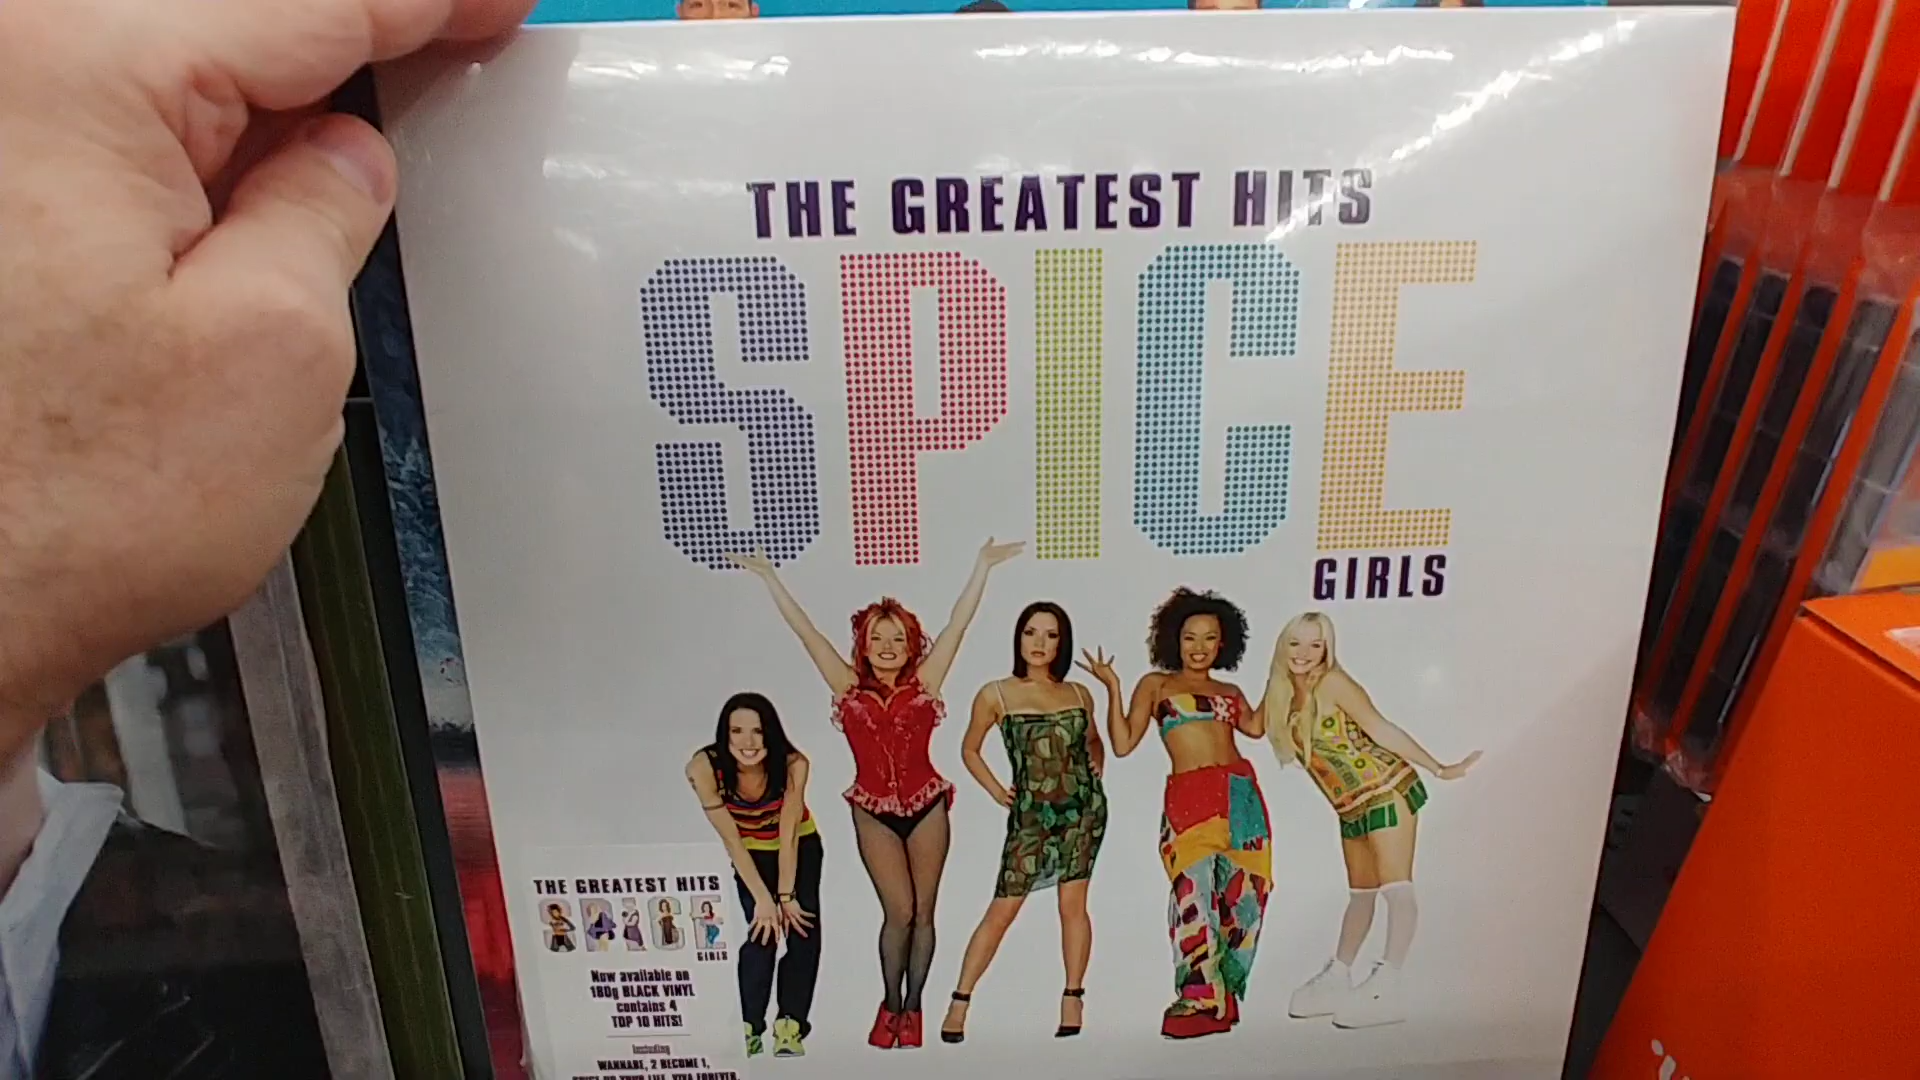 THE GREATEST HITS
SPICE
GIRLS
THE GREATEST HITS
SPICE
GIRLS
Now available on
180g BLACK VINYL
contains 4
TOP 10 HITS!
Including
WANNABE, 2 BECOME 1,
SPICE UP YOUR LIFE, VIVA FOREVER,